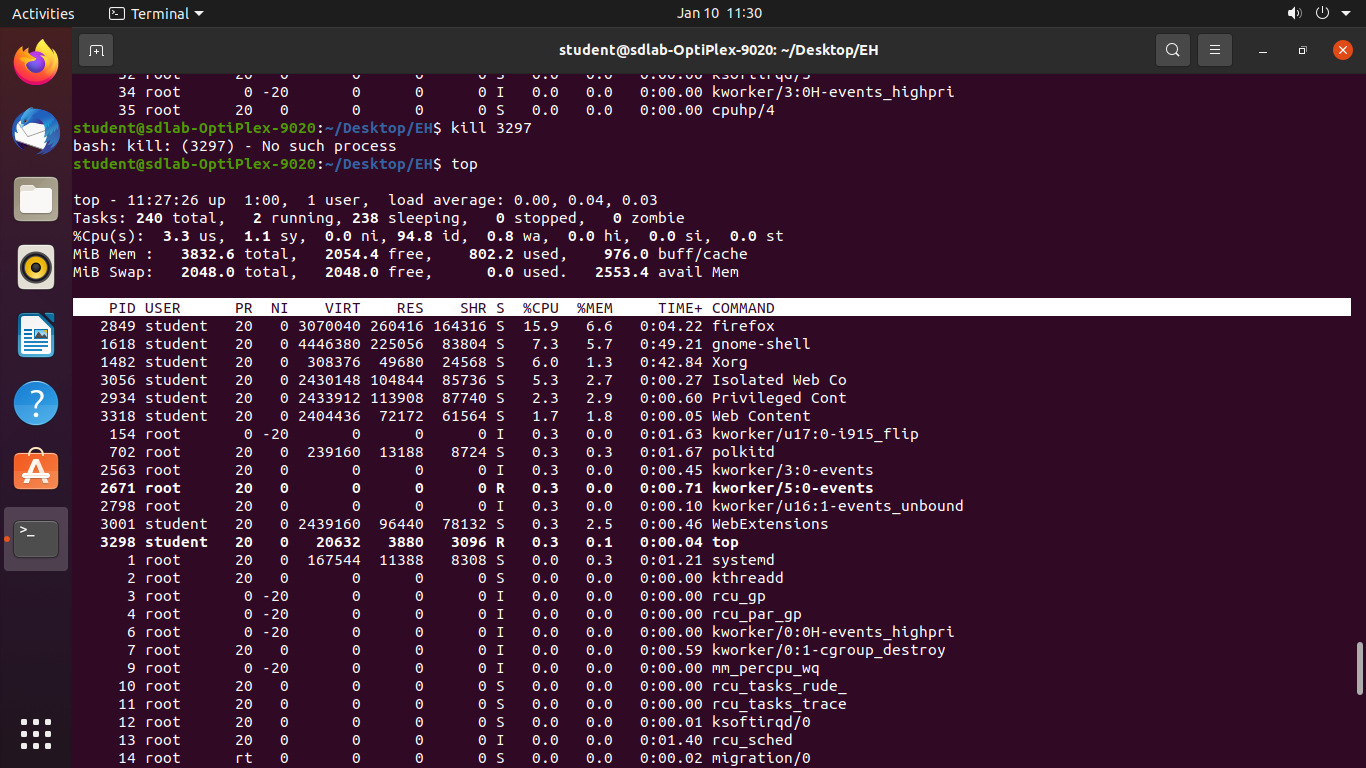 Activities Terminal Jan 10 11:30
student@sdlab-OptiPlex-9020: ~/Desktop/EH
32 root 20 0 0 0 0 S 0.0 0.0 0:00.00 ksoftirqd/3
34 root 0 -20 0 0 0 I 0.0 0.0 0:00.00 kworker/3:0H-events_highpri
35 root 20 0 0 0 0 S 0.0 0.0 0:00.00 cpuhp/4
student@sdlab-OptiPlex-9020:~/Desktop/EH$ kill 3297
bash: kill: (3297) - No such process
student@sdlab-OptiPlex-9020:~/Desktop/EH$ top
top - 11:27:26 up 1:00, 1 user, load average: 0.00, 0.04, 0.03
Tasks: 240 total, 2 running, 238 sleeping, 0 stopped, 0 zombie
%Cpu(s): 3.3 us, 1.1 sy, 0.0 ni, 94.8 id, 0.8 wa, 0.0 hi, 0.0 si, 0.0 st
MiB Mem : 3832.6 total, 2054.4 free, 802.2 used, 976.0 buff/cache
MiB Swap: 2048.0 total, 2048.0 free, 0.0 used. 2553.4 avail Mem
PID USER PR NI VIRT RES SHR S %CPU %MEM TIME+ COMMAND
2849 student 20 0 3070040 260416 164316 S 15.9 6.6 0:04.22 firefox
1618 student 20 0 4446380 225056 83804 S 7.3 5.7 0:49.21 gnome-shell
1482 student 20 0 308376 49680 24568 S 6.0 1.3 0:42.84 Xorg
3056 student 20 0 2430148 104844 85736 S 5.3 2.7 0:00.27 Isolated Web Co
2934 student 20 0 2433912 113908 87740 S 2.3 2.9 0:00.60 Privileged Cont
3318 student 20 0 2404436 72172 61564 S 1.7 1.8 0:00.05 Web Content
154 root 0 -20 0 0 0 I 0.3 0.0 0:01.63 kworker/u17:0-i915_flip
702 root 20 0 239160 13188 8724 S 0.3 0.3 0:01.67 polkitd
2563 root 20 0 0 0 0 I 0.3 0.0 0:00.45 kworker/3:0-events
2671 root 20 0 0 0 0 R 0.3 0.0 0:00.71 kworker/5:0-events
2798 root 20 0 0 0 0 I 0.3 0.0 0:00.10 kworker/u16:1-events_unbound
3001 student 20 0 2439160 96440 78132 S 0.3 2.5 0:00.46 WebExtensions
3298 student 20 0 20632 3880 3096 R 0.3 0.1 0:00.04 top
1 root 20 0 167544 11388 8308 S 0.0 0.3 0:01.21 systemd
2 root 20 0 0 0 0 S 0.0 0.0 0:00.00 kthreadd
3 root 0 -20 0 0 0 I 0.0 0.0 0:00.00 rcu_gp
4 root 0 -20 0 0 0 I 0.0 0.0 0:00.00 rcu_par_gp
6 root 0 -20 0 0 0 I 0.0 0.0 0:00.00 kworker/0:0H-events_highpri
7 root 20 0 0 0 0 I 0.0 0.0 0:00.59 kworker/0:1-cgroup_destroy
9 root 0 -20 0 0 0 I 0.0 0.0 0:00.00 mm_percpu_wq
10 root 20 0 0 0 0 S 0.0 0.0 0:00.00 rcu_tasks_rude_
11 root 20 0 0 0 0 S 0.0 0.0 0:00.00 rcu_tasks_trace
12 root 20 0 0 0 0 S 0.0 0.0 0:00.01 ksoftirqd/0
13 root 20 0 0 0 0 I 0.0 0.0 0:01.40 rcu_sched
14 root rt 0 0 0 0 S 0.0 0.0 0:00.02 migration/0